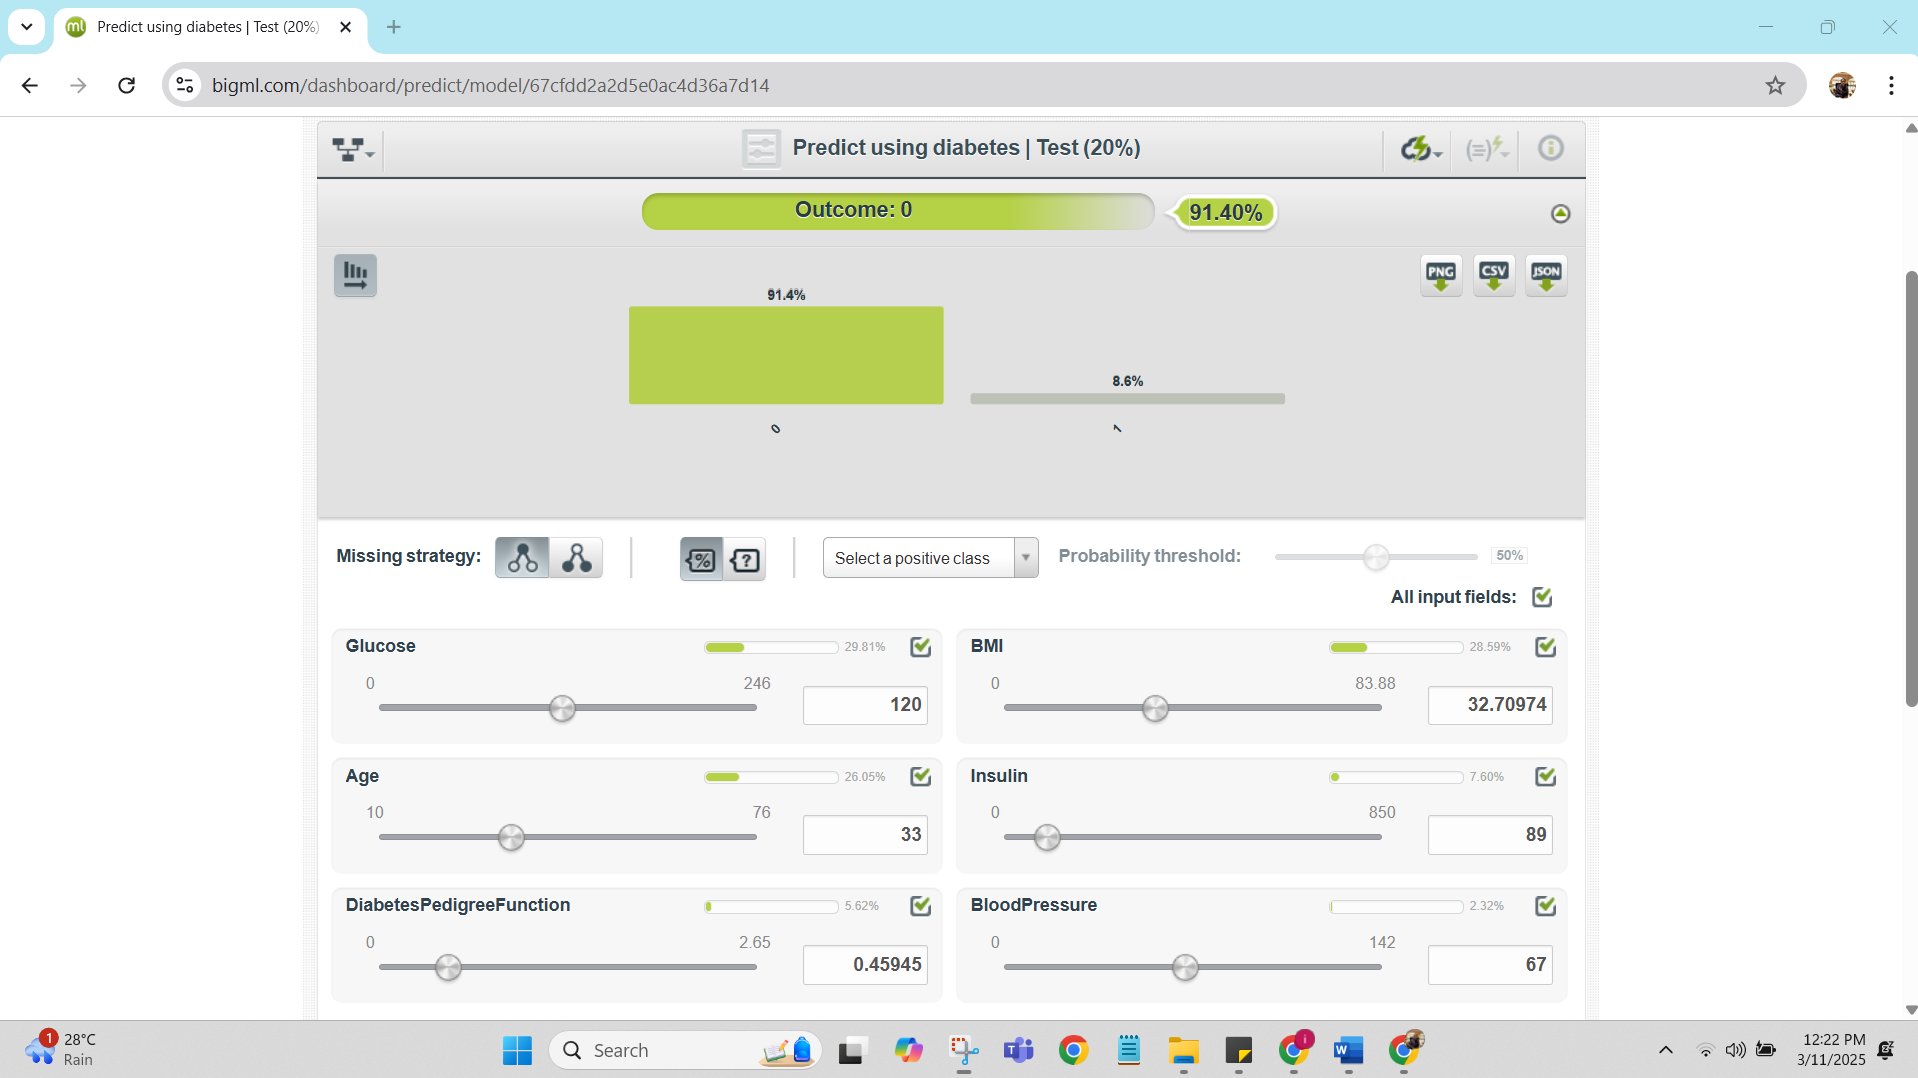 ml Predict using diabetes | Test (20%)
bigml.com/dashboard/predict/model/67cfdd2a2d5e0ac4d36a7d14
Predict using diabetes | Test (20%)
Outcome: 0 91.40%
PNG CSV JSON
91.4%
8.6%
0 1
Missing strategy: % ? Select a positive class Probability threshold: 50%
All input fields:
Glucose 29.81% BMI 28.59%
0 246 120 0 83.88 32.70974
Age 26.05% Insulin 7.60%
10 76 33 0 850 89
DiabetesPedigreeFunction 5.62% BloodPressure 2.32%
0 2.65 0.45945 0 142 67
1 28°C
Rain
Search
12:22 PM
3/11/2025